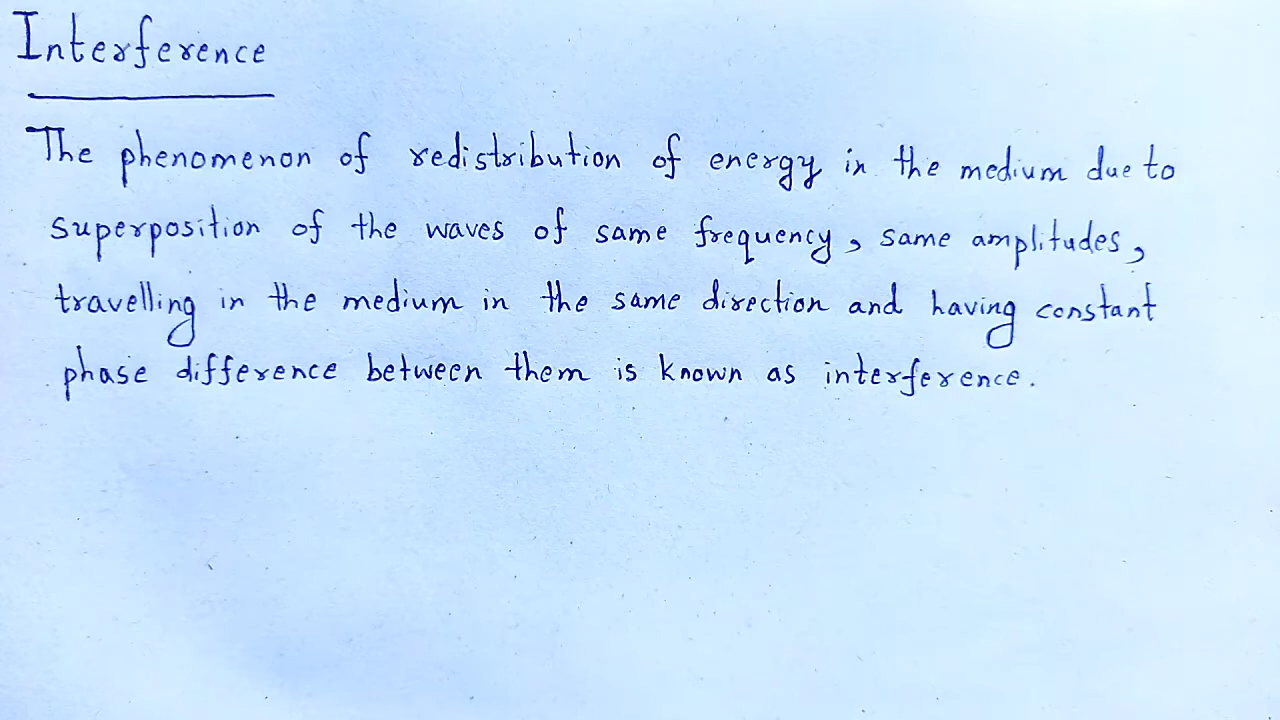 Interference
The phenomenon of redistribution of energy in the medium due to
superposition of the waves of same frequency, same amplitudes,
travelling in the medium in the same direction and having constant
phase difference between them is known as interference.